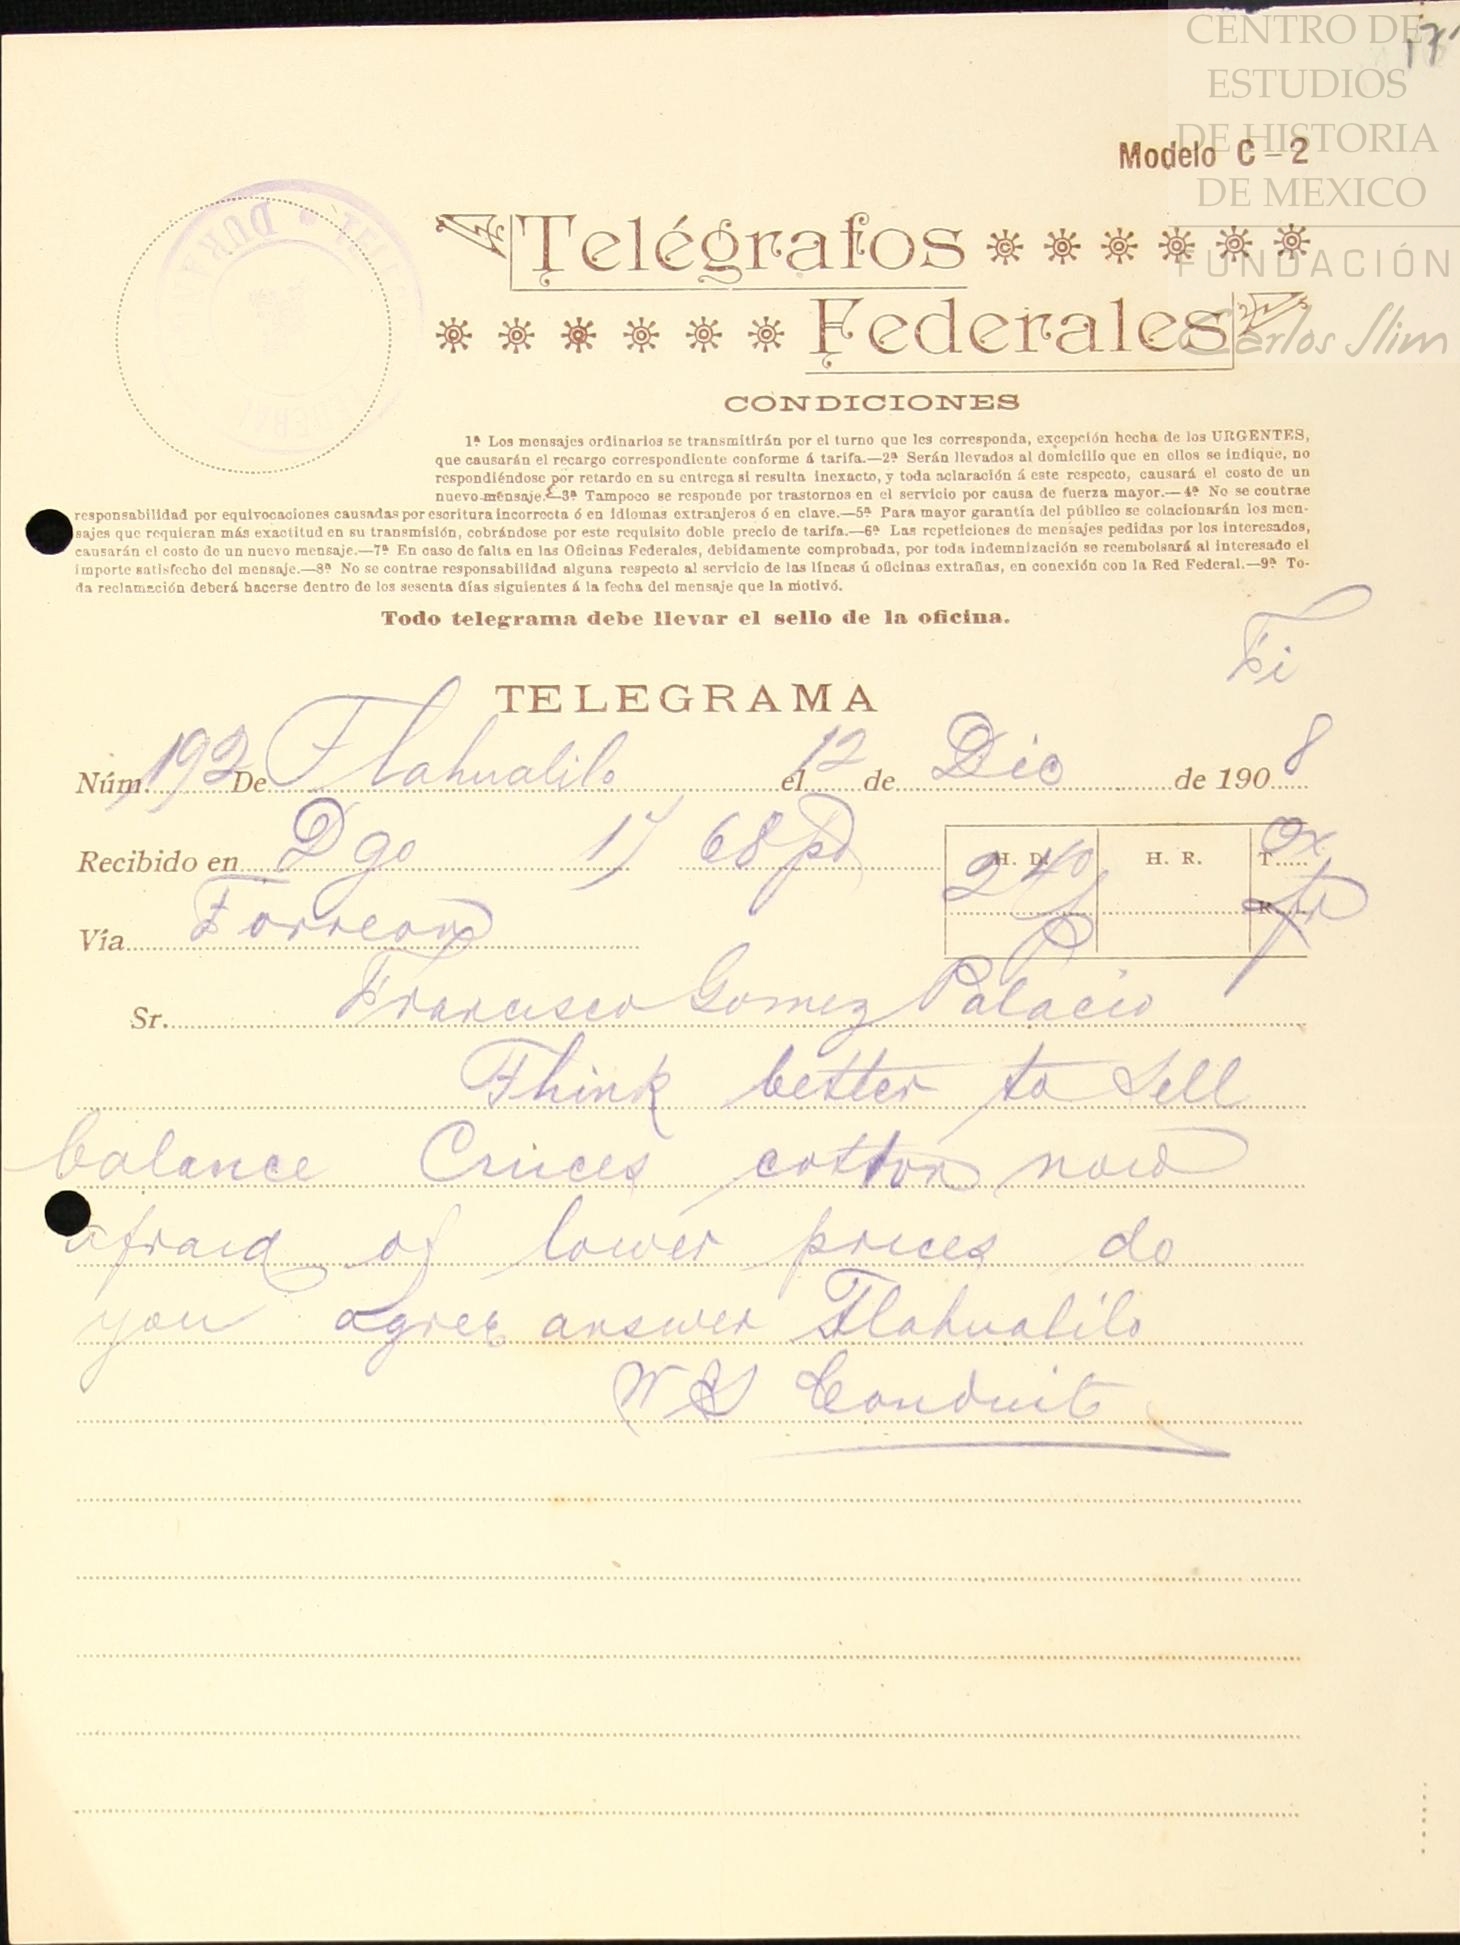 CENTRO DE
ESTUDIOS
DE HISTORIA
DE MEXICO
FUNDACIÓN
Carlos Slim
17
Modelo C-2
DURA
Telégrafos
Federales
CONDICIONES
1ª Los mensajes ordinarios se transmitirán por el turno que les corresponda, excepción hecha de los URGENTES,
que causarán el recargo correspondiente conforme á tarifa.—2ª Serán llevados al domicilio que en ellos se indique, no
respondiéndose por retardo en su entrega si resulta inexacto, y toda aclaración á este respecto, causará el costo de un
nuevo mensaje.—3ª Tampoco se responde por trastornos en el servicio por causa de fuerza mayor.—4ª No se contrae
responsabilidad por equivocaciones causadas por escritura incorrecta ó en idiomas extranjeros ó en clave.—5ª Para mayor garantía del público se colacionarán los men-
sajes que requieran más exactitud en su transmisión, cobrándose por este requisito doble precio de tarifa.—6ª Las repeticiones de mensajes pedidas por los interesados,
causarán el costo de un nuevo mensaje.—7ª En caso de falta en las Oficinas Federales, debidamente comprobada, por toda indemnización se reembolsará al interesado el
importe satisfecho del mensaje.—8ª No se contrae responsabilidad alguna respecto al servicio de las líneas ú oficinas extrañas, en conexión con la Red Federal.—9ª To-
da reclamación deberá hacerse dentro de los sesenta días siguientes á la fecha del mensaje que la motivó.
Todo telegrama debe llevar el sello de la oficina.
Fi
TELEGRAMA
Núm. 192 De Tlahualilo el 12 de Dic de 1908
Recibido en Dgo 17 68 pd H. D. 2 40 H. R. T
Vía Torreon R
Sr. Francisco Gomez Palacio
Think better to sell
balance Cruces cotton now
afraid of lower prices do
you agree answer Tlahualilo
W S Conduit